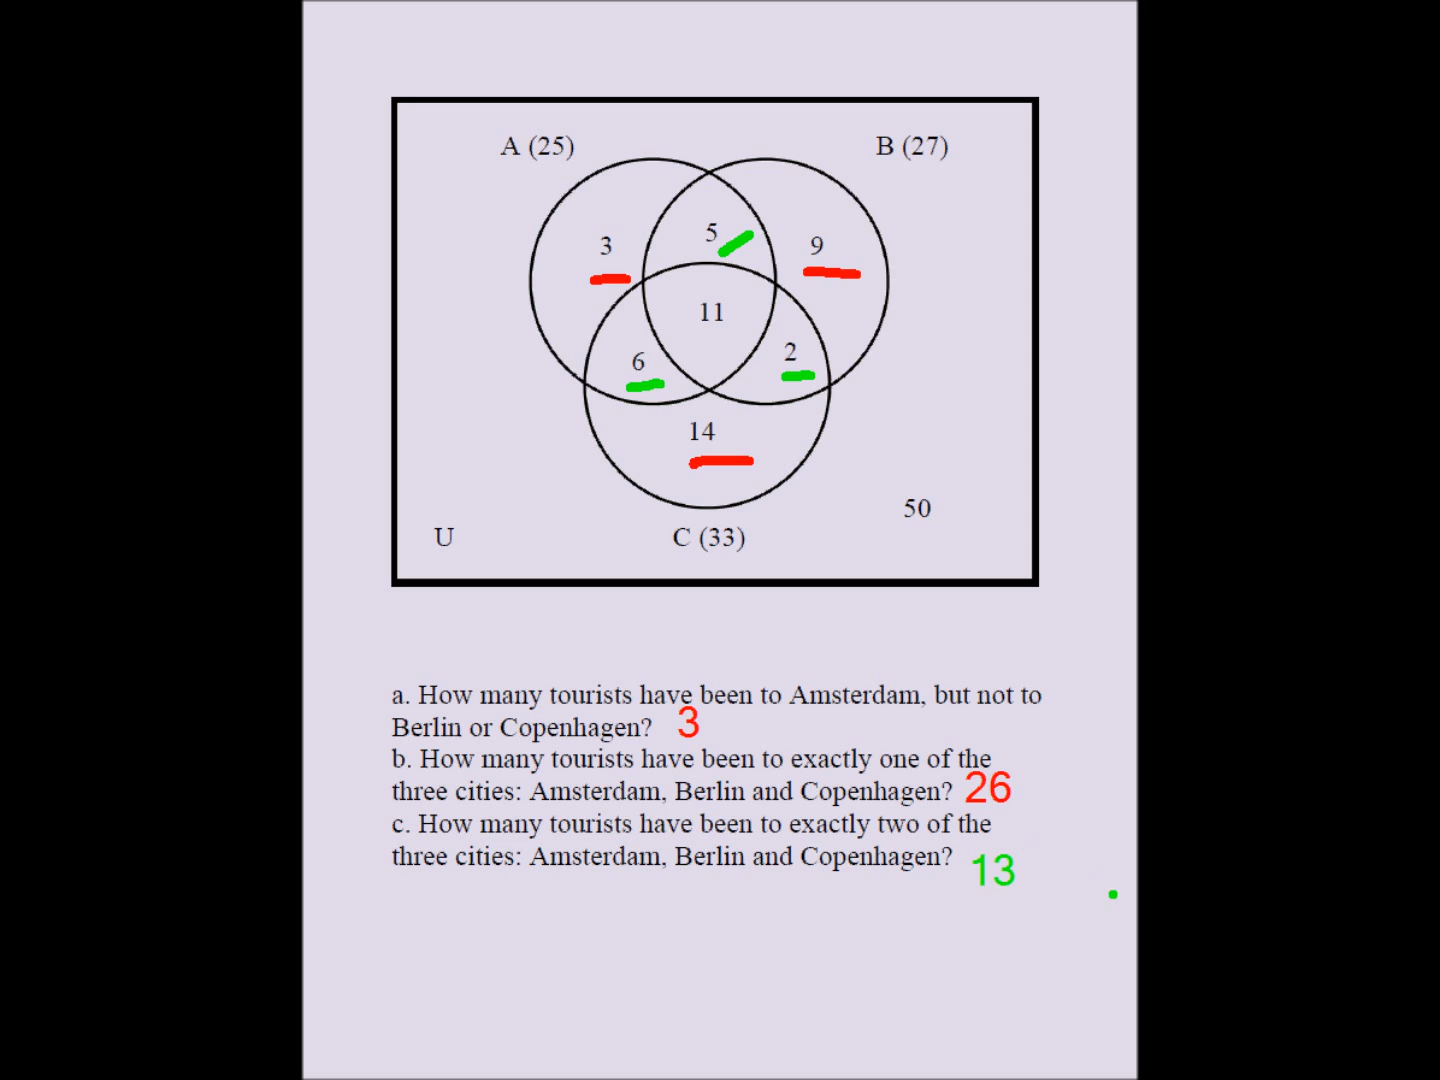 A (25)
B (27)
3
5
9
11
6
2
14
50
U
C (33)
a. How many tourists have been to Amsterdam, but not to
Berlin or Copenhagen? 3
b. How many tourists have been to exactly one of the
three cities: Amsterdam, Berlin and Copenhagen? 26
c. How many tourists have been to exactly two of the
three cities: Amsterdam, Berlin and Copenhagen? 13